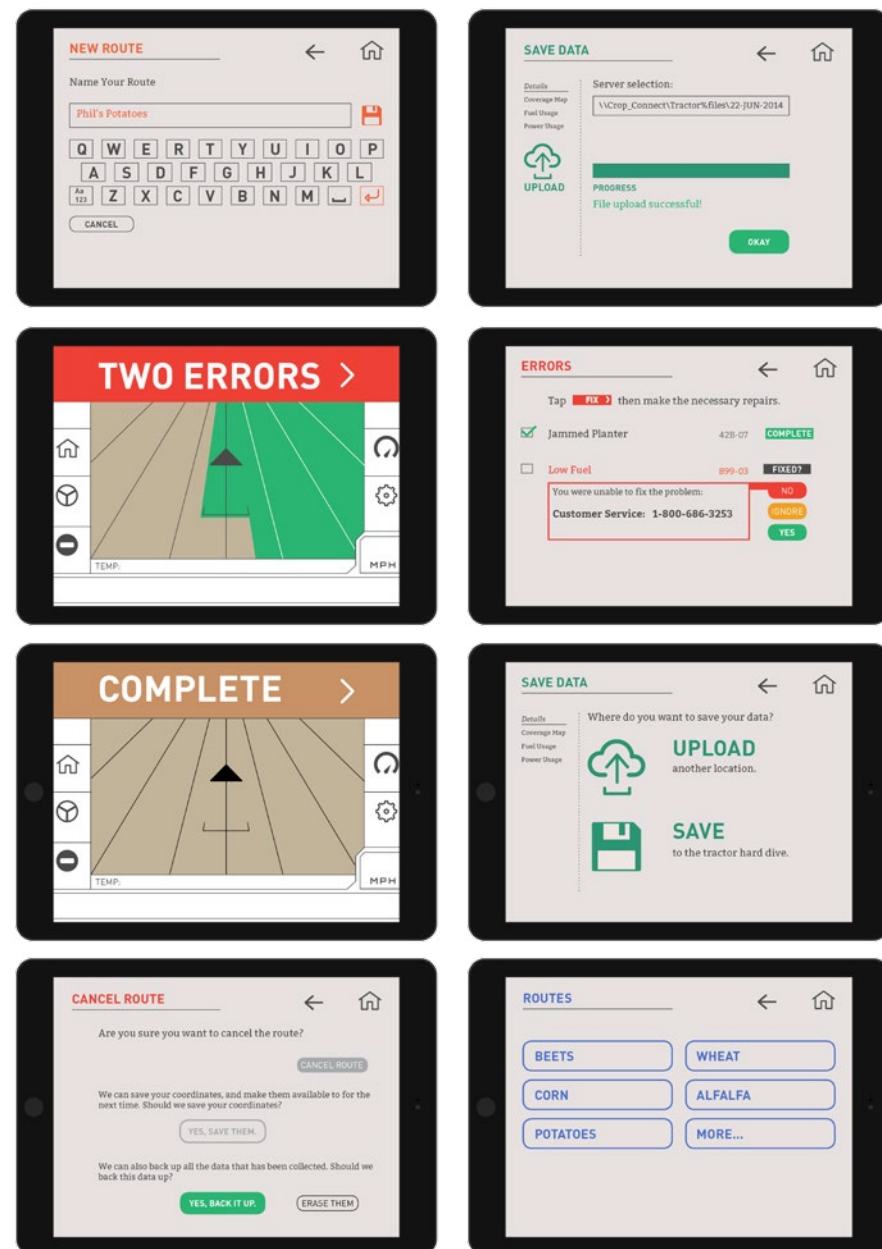 NEW ROUTE
Name Your Route
Phil's Potatoes
Q W E R T Y U I O P
A S D F G H J K L
Aa
123 Z X C V B N M
CANCEL
SAVE DATA
Details
Coverage Map
Fuel Usage
Power Usage
UPLOAD
Server selection:
\\Crop_Connect\Tractor%files\22-JUN-2014
PROGRESS
File upload successful!
OKAY
TWO ERRORS >
TEMP:
MPH
ERRORS
Tap FIX > then make the necessary repairs.
Jammed Planter 42B-07 COMPLETE
Low Fuel 899-03 FIXED?
You were unable to fix the problem:
Customer Service: 1-800-686-3253
NO
IGNORE
YES
COMPLETE >
TEMP:
MPH
SAVE DATA
Details
Coverage Map
Fuel Usage
Power Usage
Where do you want to save your data?
UPLOAD
another location.
SAVE
to the tractor hard dive.
CANCEL ROUTE
Are you sure you want to cancel the route?
CANCEL ROUTE
We can save your coordinates, and make them available to for the
next time. Should we save your coordinates?
YES, SAVE THEM.
We can also back up all the data that has been collected. Should we
back this data up?
YES, BACK IT UP. ERASE THEM
ROUTES
BEETS WHEAT
CORN ALFALFA
POTATOES MORE...